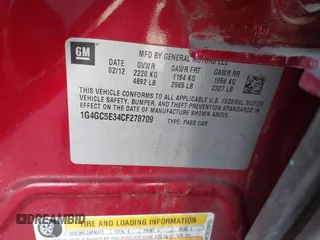 GM
MFD BY GENERAL MOTORS LLC
DATE GVWR GAWR FRT GAWR RR
02/12 2220 KG 1164 KG 1056 KG
4892 LB 2565 LB 2327 LB
THIS VEHICLE CONFORMS TO ALL APPLICABLE U.S. FEDERAL MOTOR
VEHICLE SAFETY, BUMPER, AND THEFT PREVENTION STANDARDS IN
EFFECT ON THE DATE OF MANUFACTURE SHOWN ABOVE.
1G4GC5E34CF278709
TYPE: PASS CAR
TIRE AND LOADING INFORMATION
DREAMBID